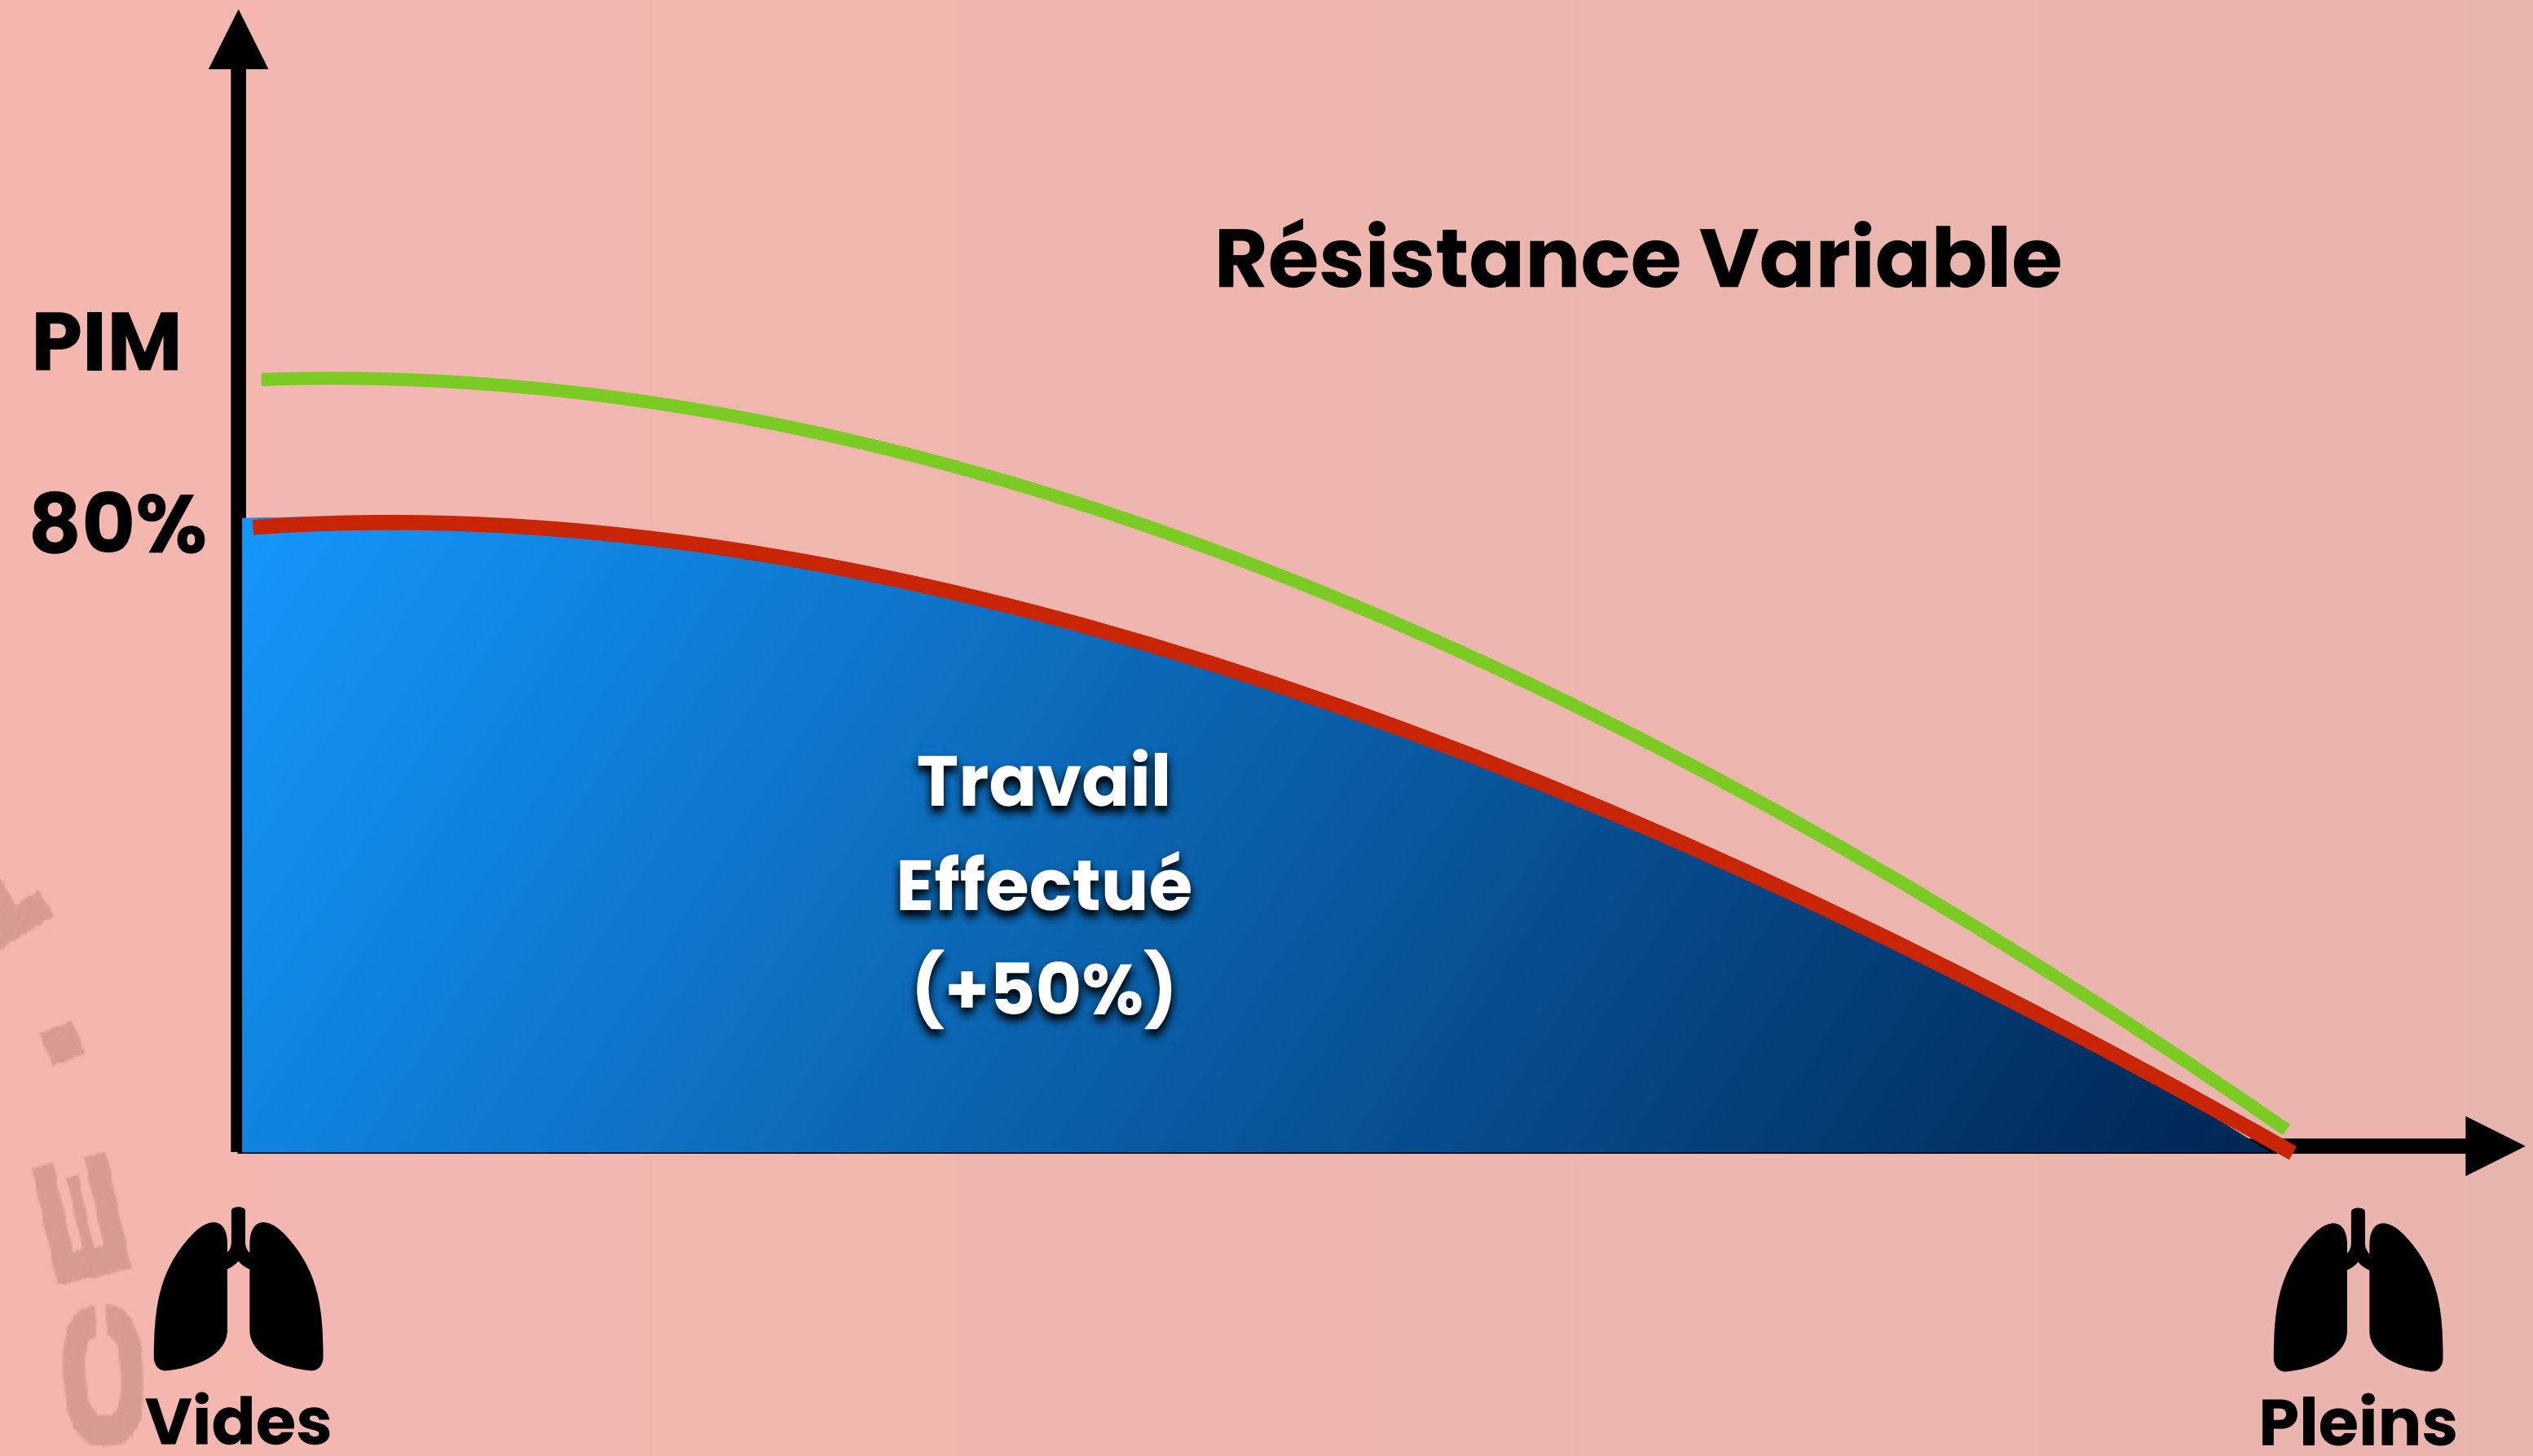 Résistance Variable
PIM
80%
Travail
Effectué
(+50%)
Vides
Pleins